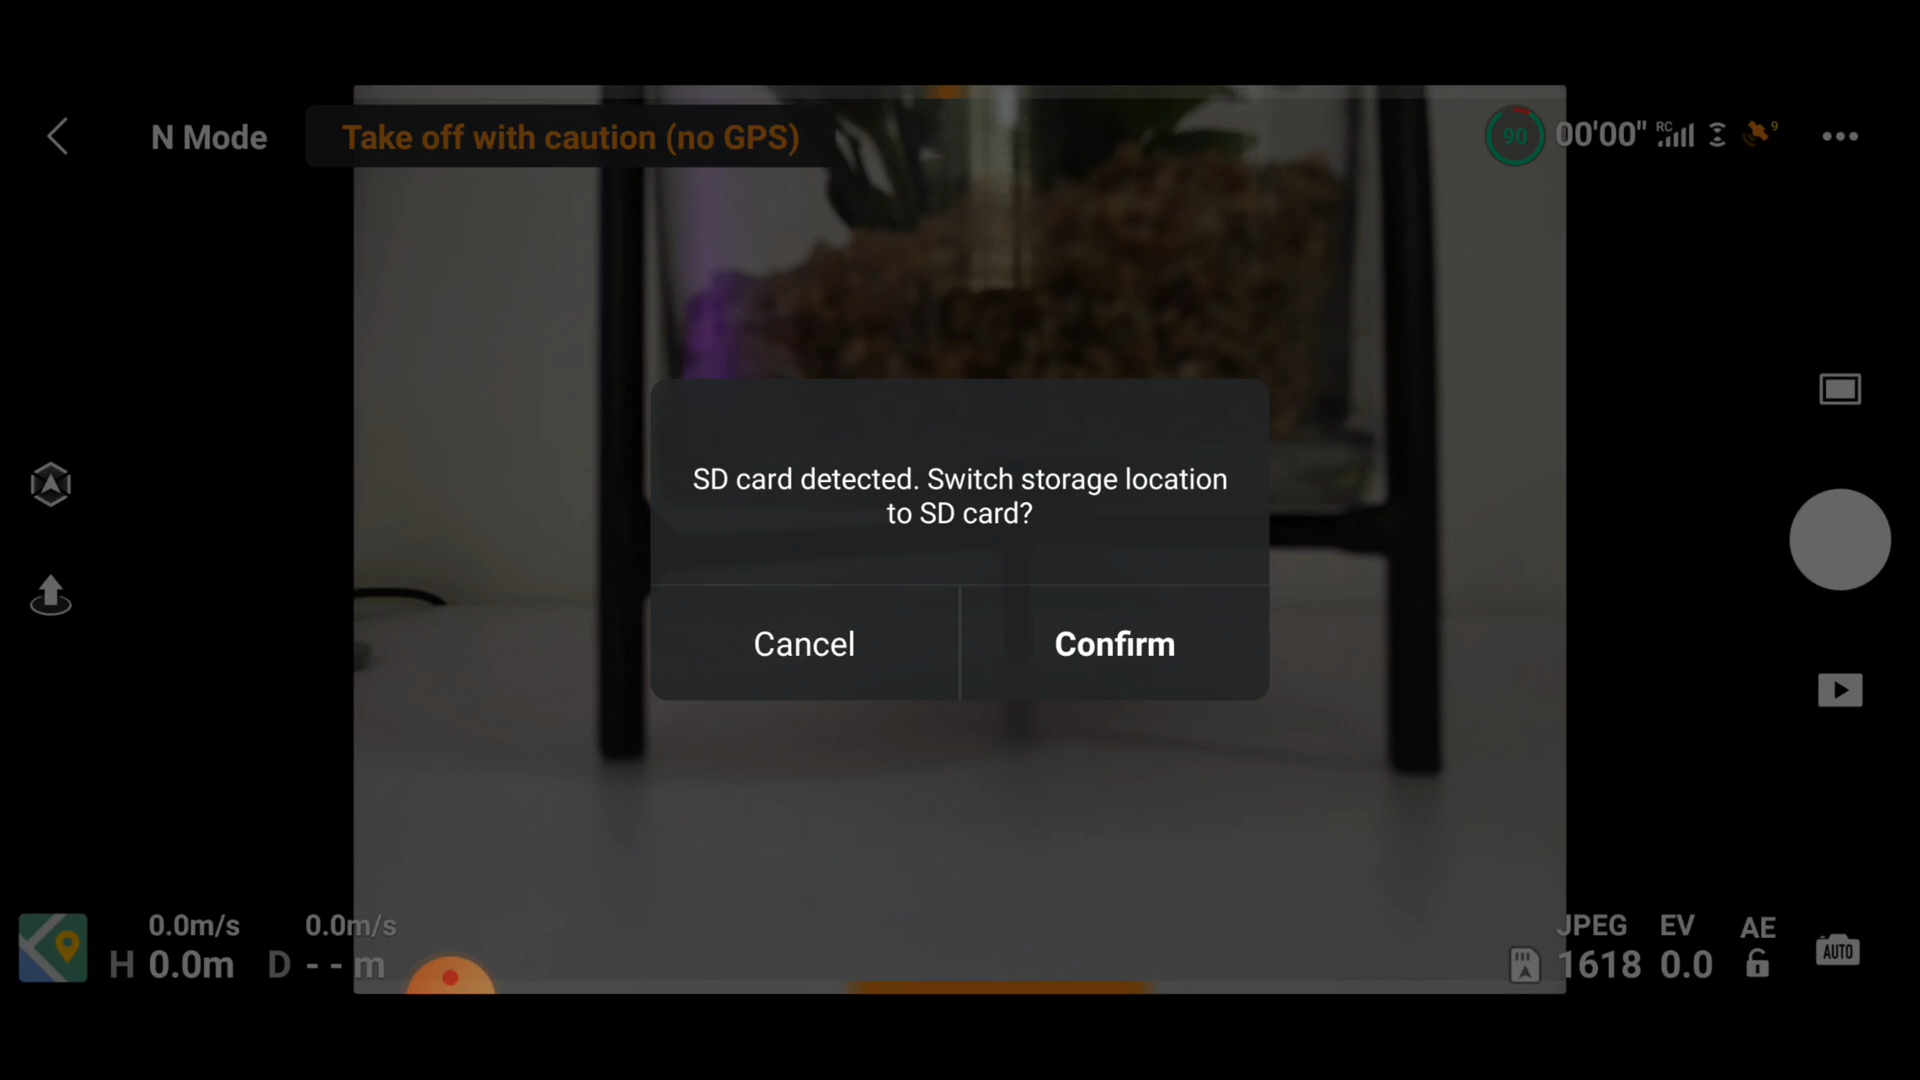 N Mode
Take off with caution (no GPS)
90
00'00"
RC
9
SD card detected. Switch storage location
to SD card?
Cancel
Confirm
0.0m/s
0.0m/s
H 0.0m
D - - m
JPEG
1618
EV
0.0
AE
AUTO